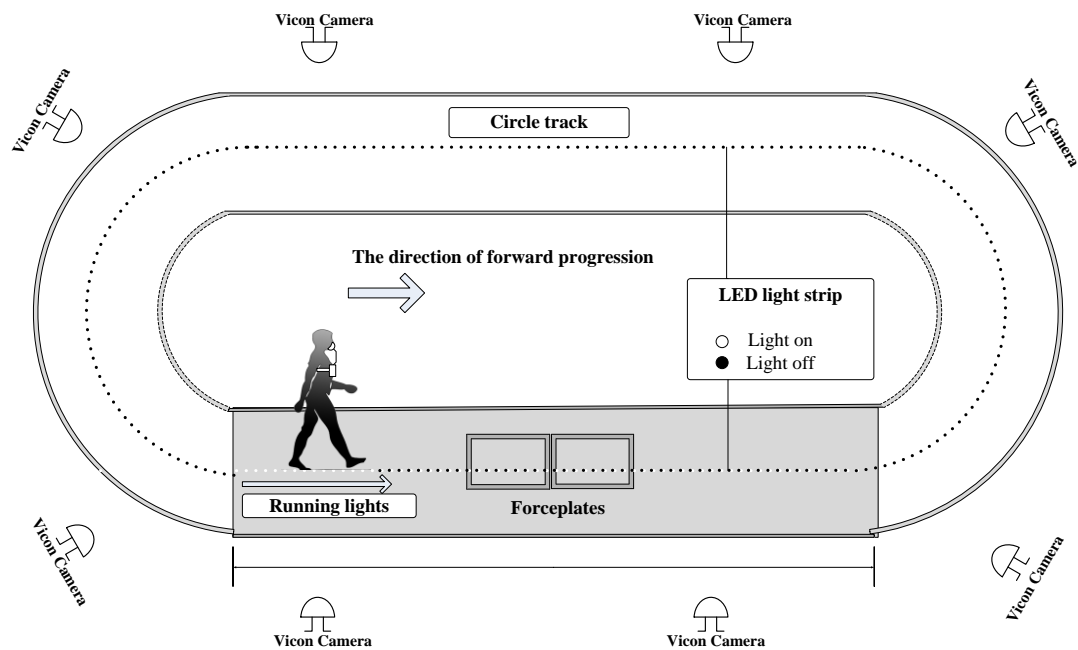 Vicon Camera
Vicon Camera
Vicon Camera
Vicon Camera
Circle track
The direction of forward progression
LED light strip
Light on
Light off
Running lights
Forceplates
Vicon Camera
Vicon Camera
Vicon Camera
Vicon Camera